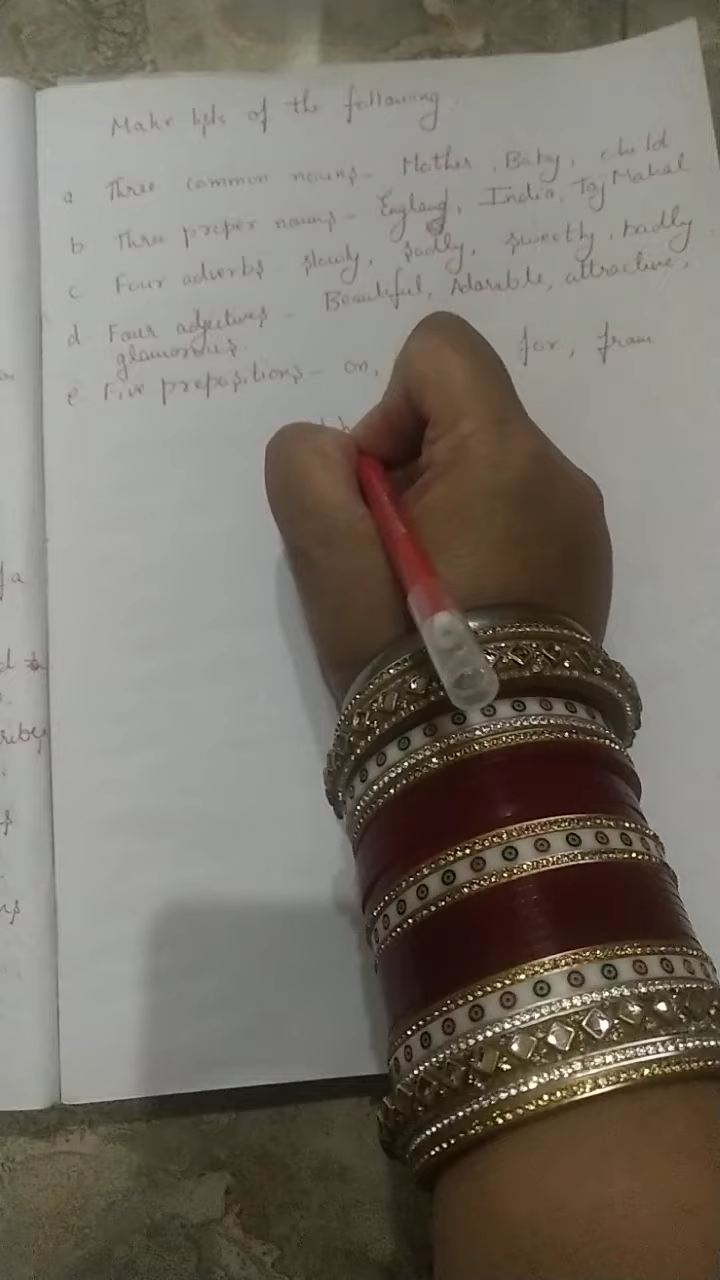 Make lists of the following.
a Three common nouns - Mother, Baby, child
b Three proper nouns - England, India, Taj Mahal
c Four adverbs - slowly, sadly, sweetly, badly
d Four adjectives - Beautiful, Adorable, attractive,
glamorous.
e Five prepositions - on, for, from